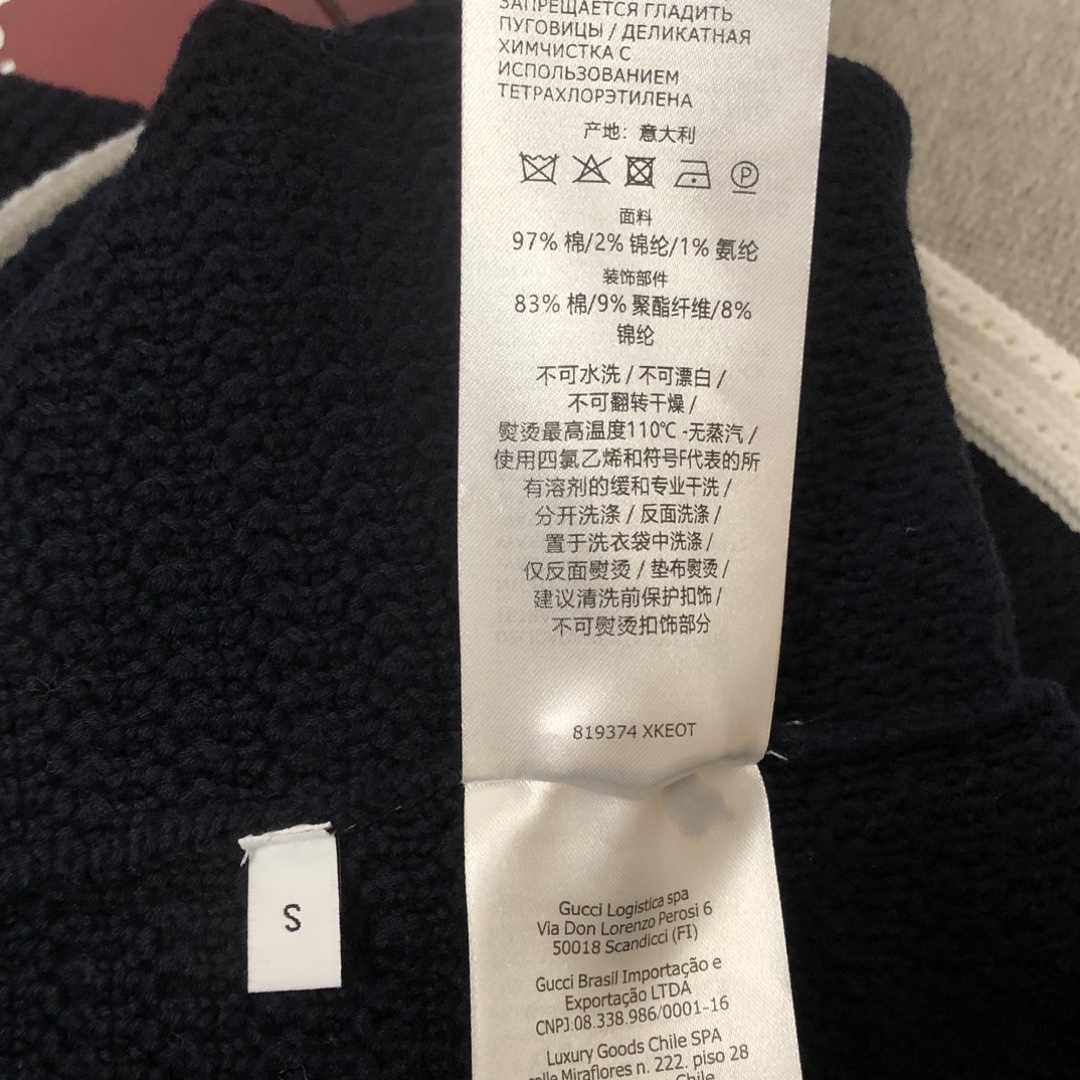 ЗАПРЕЩАЕТСЯ ГЛАДИТЬ
ПУГОВИЦЫ / ДЕЛИКАТНАЯ
ХИМЧИСТКА С
ИСПОЛЬЗОВАНИЕМ
ТЕТРАХЛОРЭТИЛЕНА
产地：意大利
P
面料
97% 棉/2% 锦纶/1% 氨纶
装饰部件
83% 棉/9% 聚酯纤维/8%
锦纶
不可水洗 / 不可漂白 /
不可翻转干燥 /
熨烫最高温度110℃ -无蒸汽 /
使用四氯乙烯和符号F代表的所
有溶剂的缓和专业干洗 /
分开洗涤 / 反面洗涤 /
置于洗衣袋中洗涤 /
仅反面熨烫 / 垫布熨烫 /
建议清洗前保护扣饰 /
不可熨烫扣饰部分
819374 XKEOT
S
Gucci Logistica spa
Via Don Lorenzo Perosi 6
50018 Scandicci (FI)
Gucci Brasil Importação e
Exportação LTDA
CNPJ:08.338.986/0001-16
Luxury Goods Chile SPA
Miraflores n. 222. piso 28
Chile